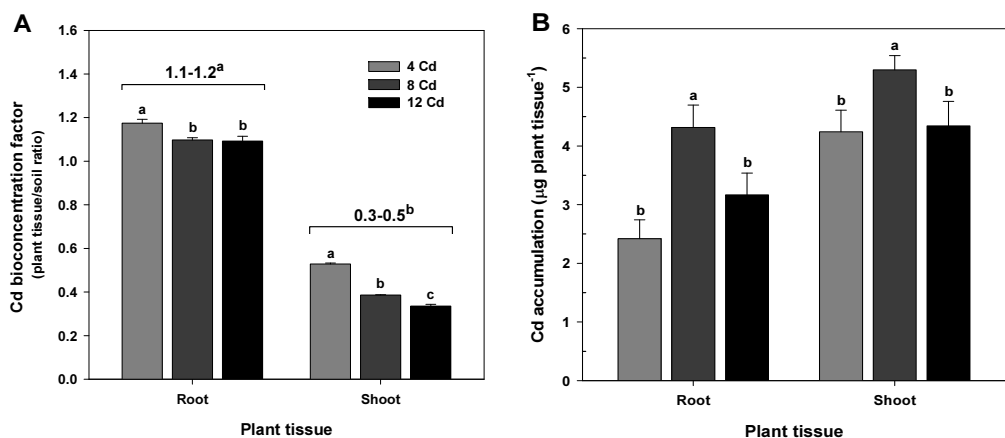 A
Cd bioconcentration factor
(plant tissue/soil ratio)
1.6
1.4
1.2
1.0
0.8
0.6
0.4
0.2
0.0
1.1-1.2ᵃ
a
b
b
4 Cd
8 Cd
12 Cd
0.3-0.5ᵇ
a
b
c
Root
Shoot
Plant tissue
B
Cd accumulation (µg plant tissue⁻¹)
6
5
4
3
2
1
0
b
a
b
b
a
b
Root
Shoot
Plant tissue